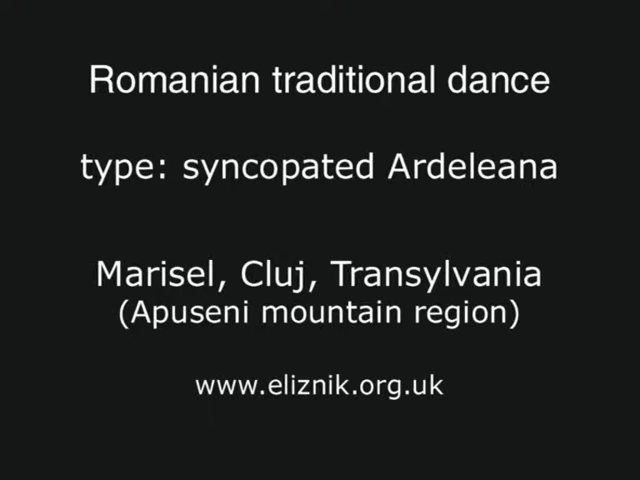 Romanian traditional dance
type: syncopated Ardeleana
Marisel, Cluj, Transylvania
(Apuseni mountain region)
www.eliznik.org.uk